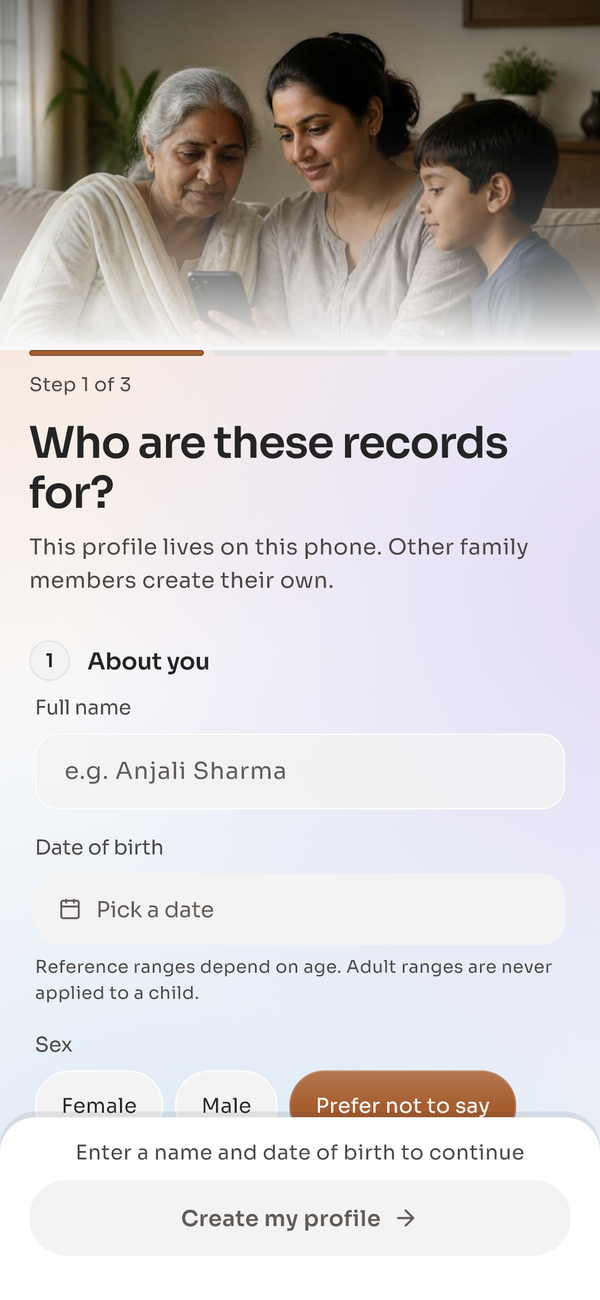 Step 1 of 3
Who are these records
for?
This profile lives on this phone. Other family
members create their own.
1 About you
Full name
e.g. Anjali Sharma
Date of birth
Pick a date
Reference ranges depend on age. Adult ranges are never
applied to a child.
Sex
Female Male Prefer not to say
Enter a name and date of birth to continue
Create my profile →